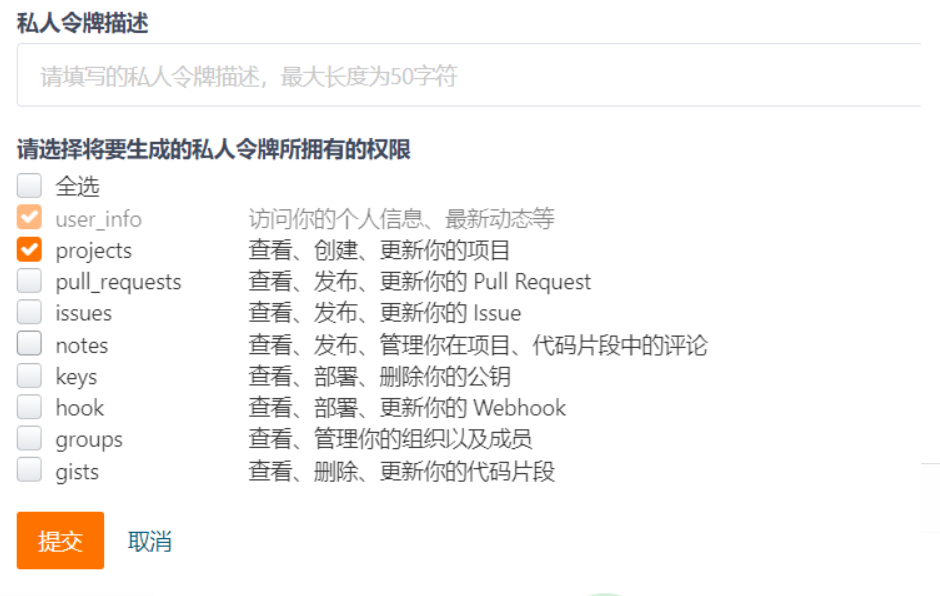 私人令牌描述
请填写的私人令牌描述，最大长度为50字符
请选择将要生成的私人令牌所拥有的权限
全选
user_info 访问你的个人信息、最新动态等
projects 查看、创建、更新你的项目
pull_requests 查看、发布、更新你的 Pull Request
issues 查看、发布、更新你的 Issue
notes 查看、发布、管理你在项目、代码片段中的评论
keys 查看、部署、删除你的公钥
hook 查看、部署、更新你的 Webhook
groups 查看、管理你的组织以及成员
gists 查看、删除、更新你的代码片段
提交 取消